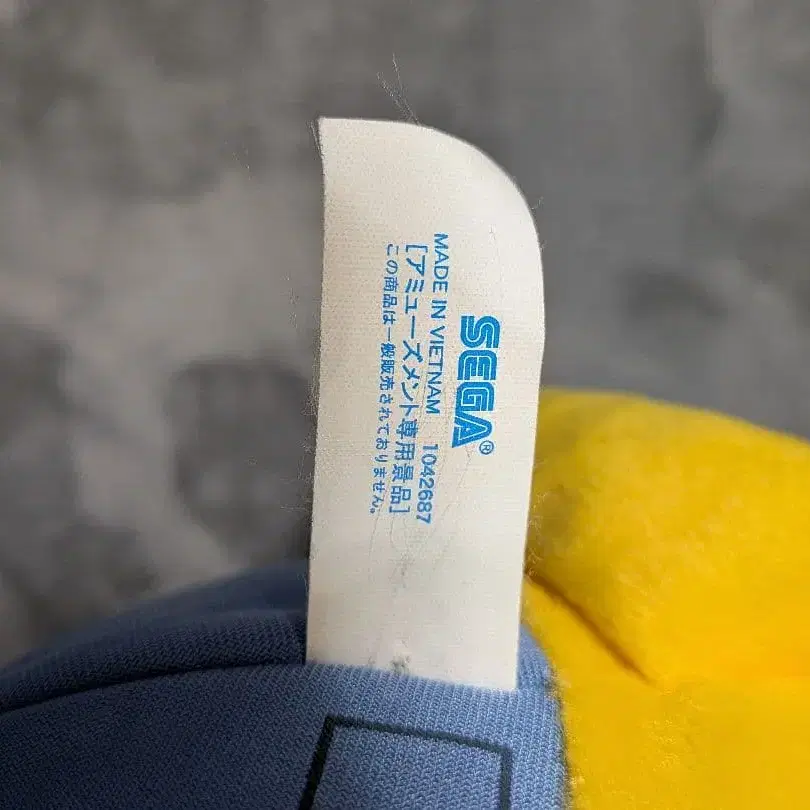 SEGA®
MADE IN VIETNAM 1042687
[アミューズメント専用景品]
この商品は一般販売されておりません。